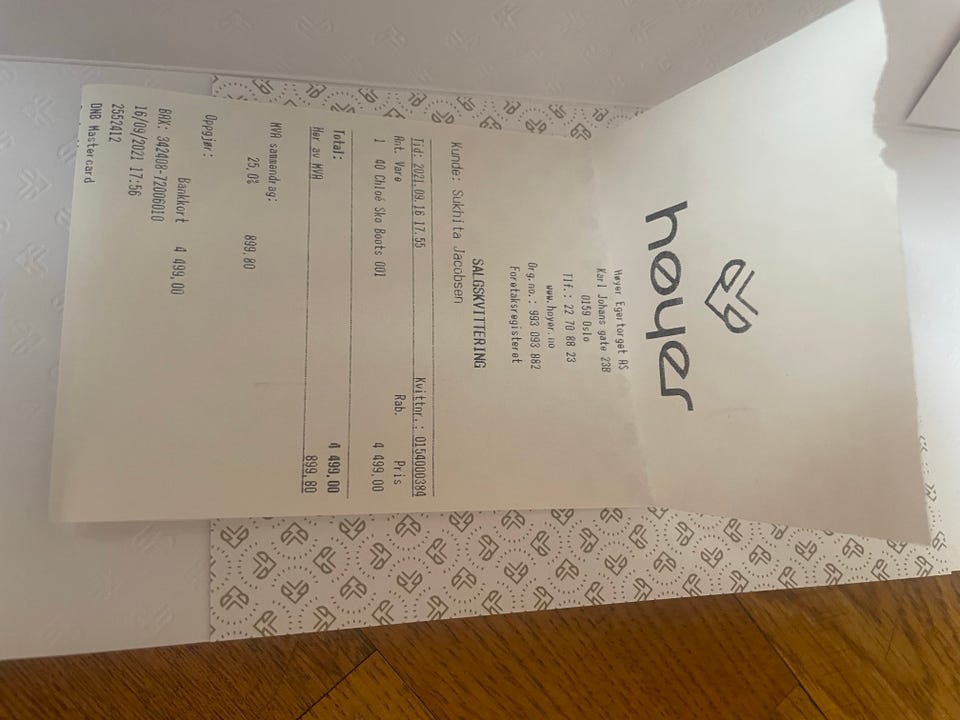 høyer
Høyer Egertorget AS
Karl Johans gate 23B
0159 Oslo
Tlf.: 22 70 88 23
www.hoyer.no
Org.no.: 993 093 882
Foretaksregisteret
SALGSKVITTERING
Kunde: Sukhita Jacobsen
Tid: 2021.09.16 17.55 Kvittnr.: 0154000384
Ant. Vare Rab. Pris
1 40 Chloé Sko Boots 001 4 499,00
Total: 4 499,00
Her av MVA 899,80
MVA sammendrag:
25,0% 899,80
Oppgjør:
Bankkort 4 499,00
BAX: 342408-72006010
16/09/2021 17:56
2552412
DNB Mastercard